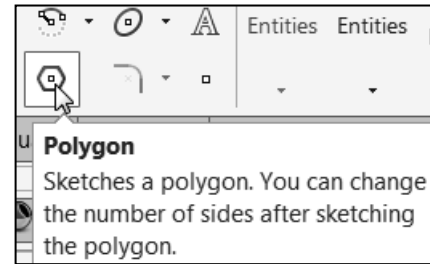 Entities Entities
Polygon
Sketches a polygon. You can change
the number of sides after sketching
the polygon.